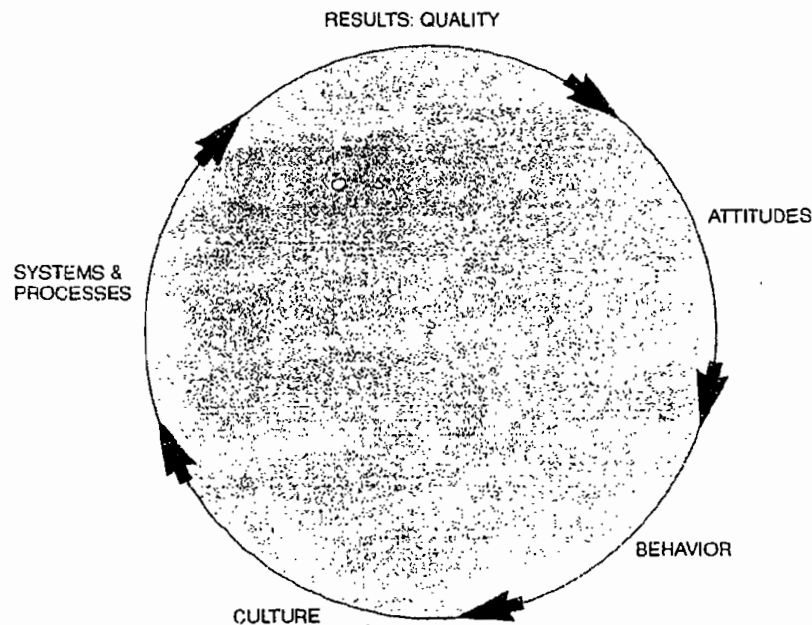 RESULTS: QUALITY
ATTITUDES
BEHAVIOR
CULTURE
SYSTEMS &
PROCESSES